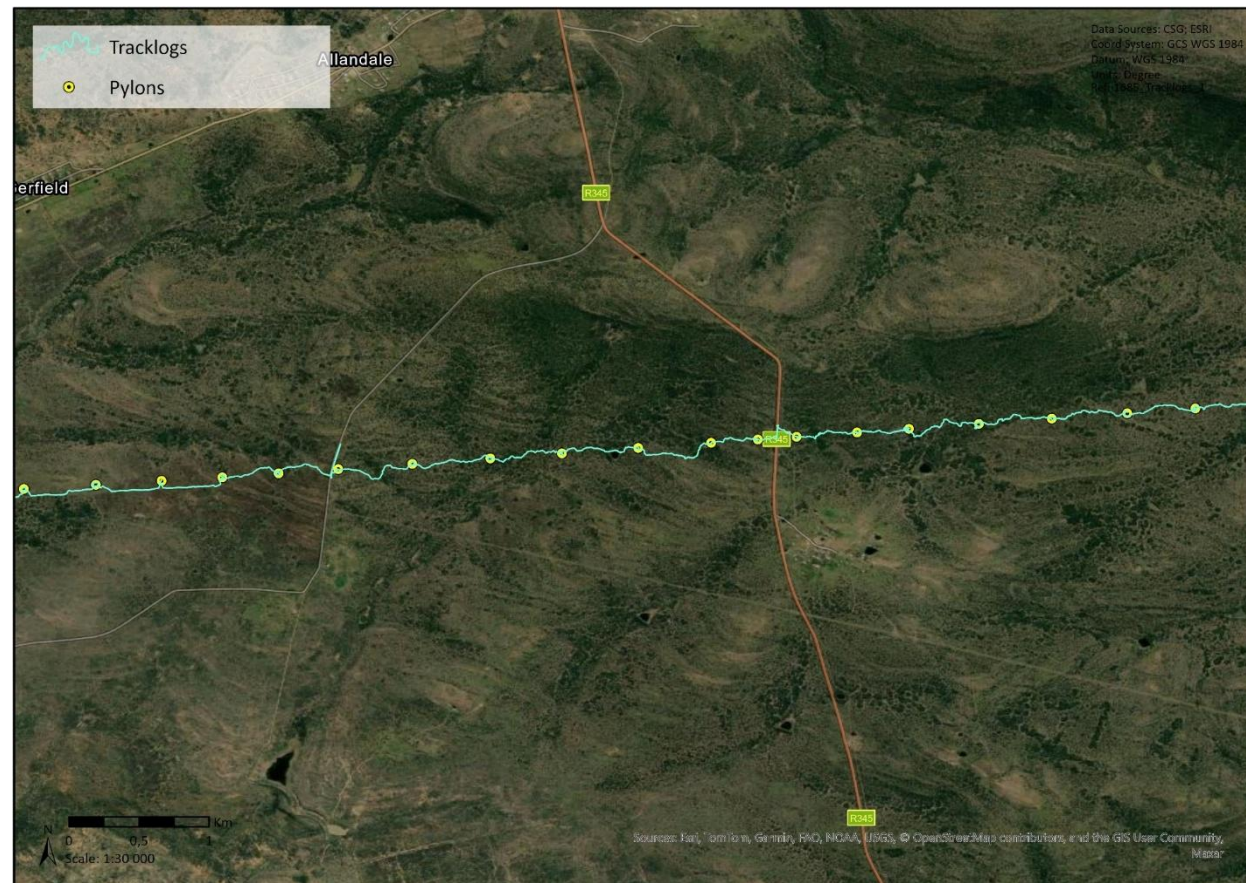 Tracklogs
Pylons
Allandale
Data Sources: CSG; ESRI
Coord System: GCS WGS 1984
Datum: WGS 1984
Units: Degree
erfield
R345
R345
R345
N
0 0,5 1 Km
Scale: 1:30 000
Sources: Esri, TomTom, Garmin, FAO, NOAA, USGS, © OpenStreetMap contributors, and the GIS User Community,
Maxar